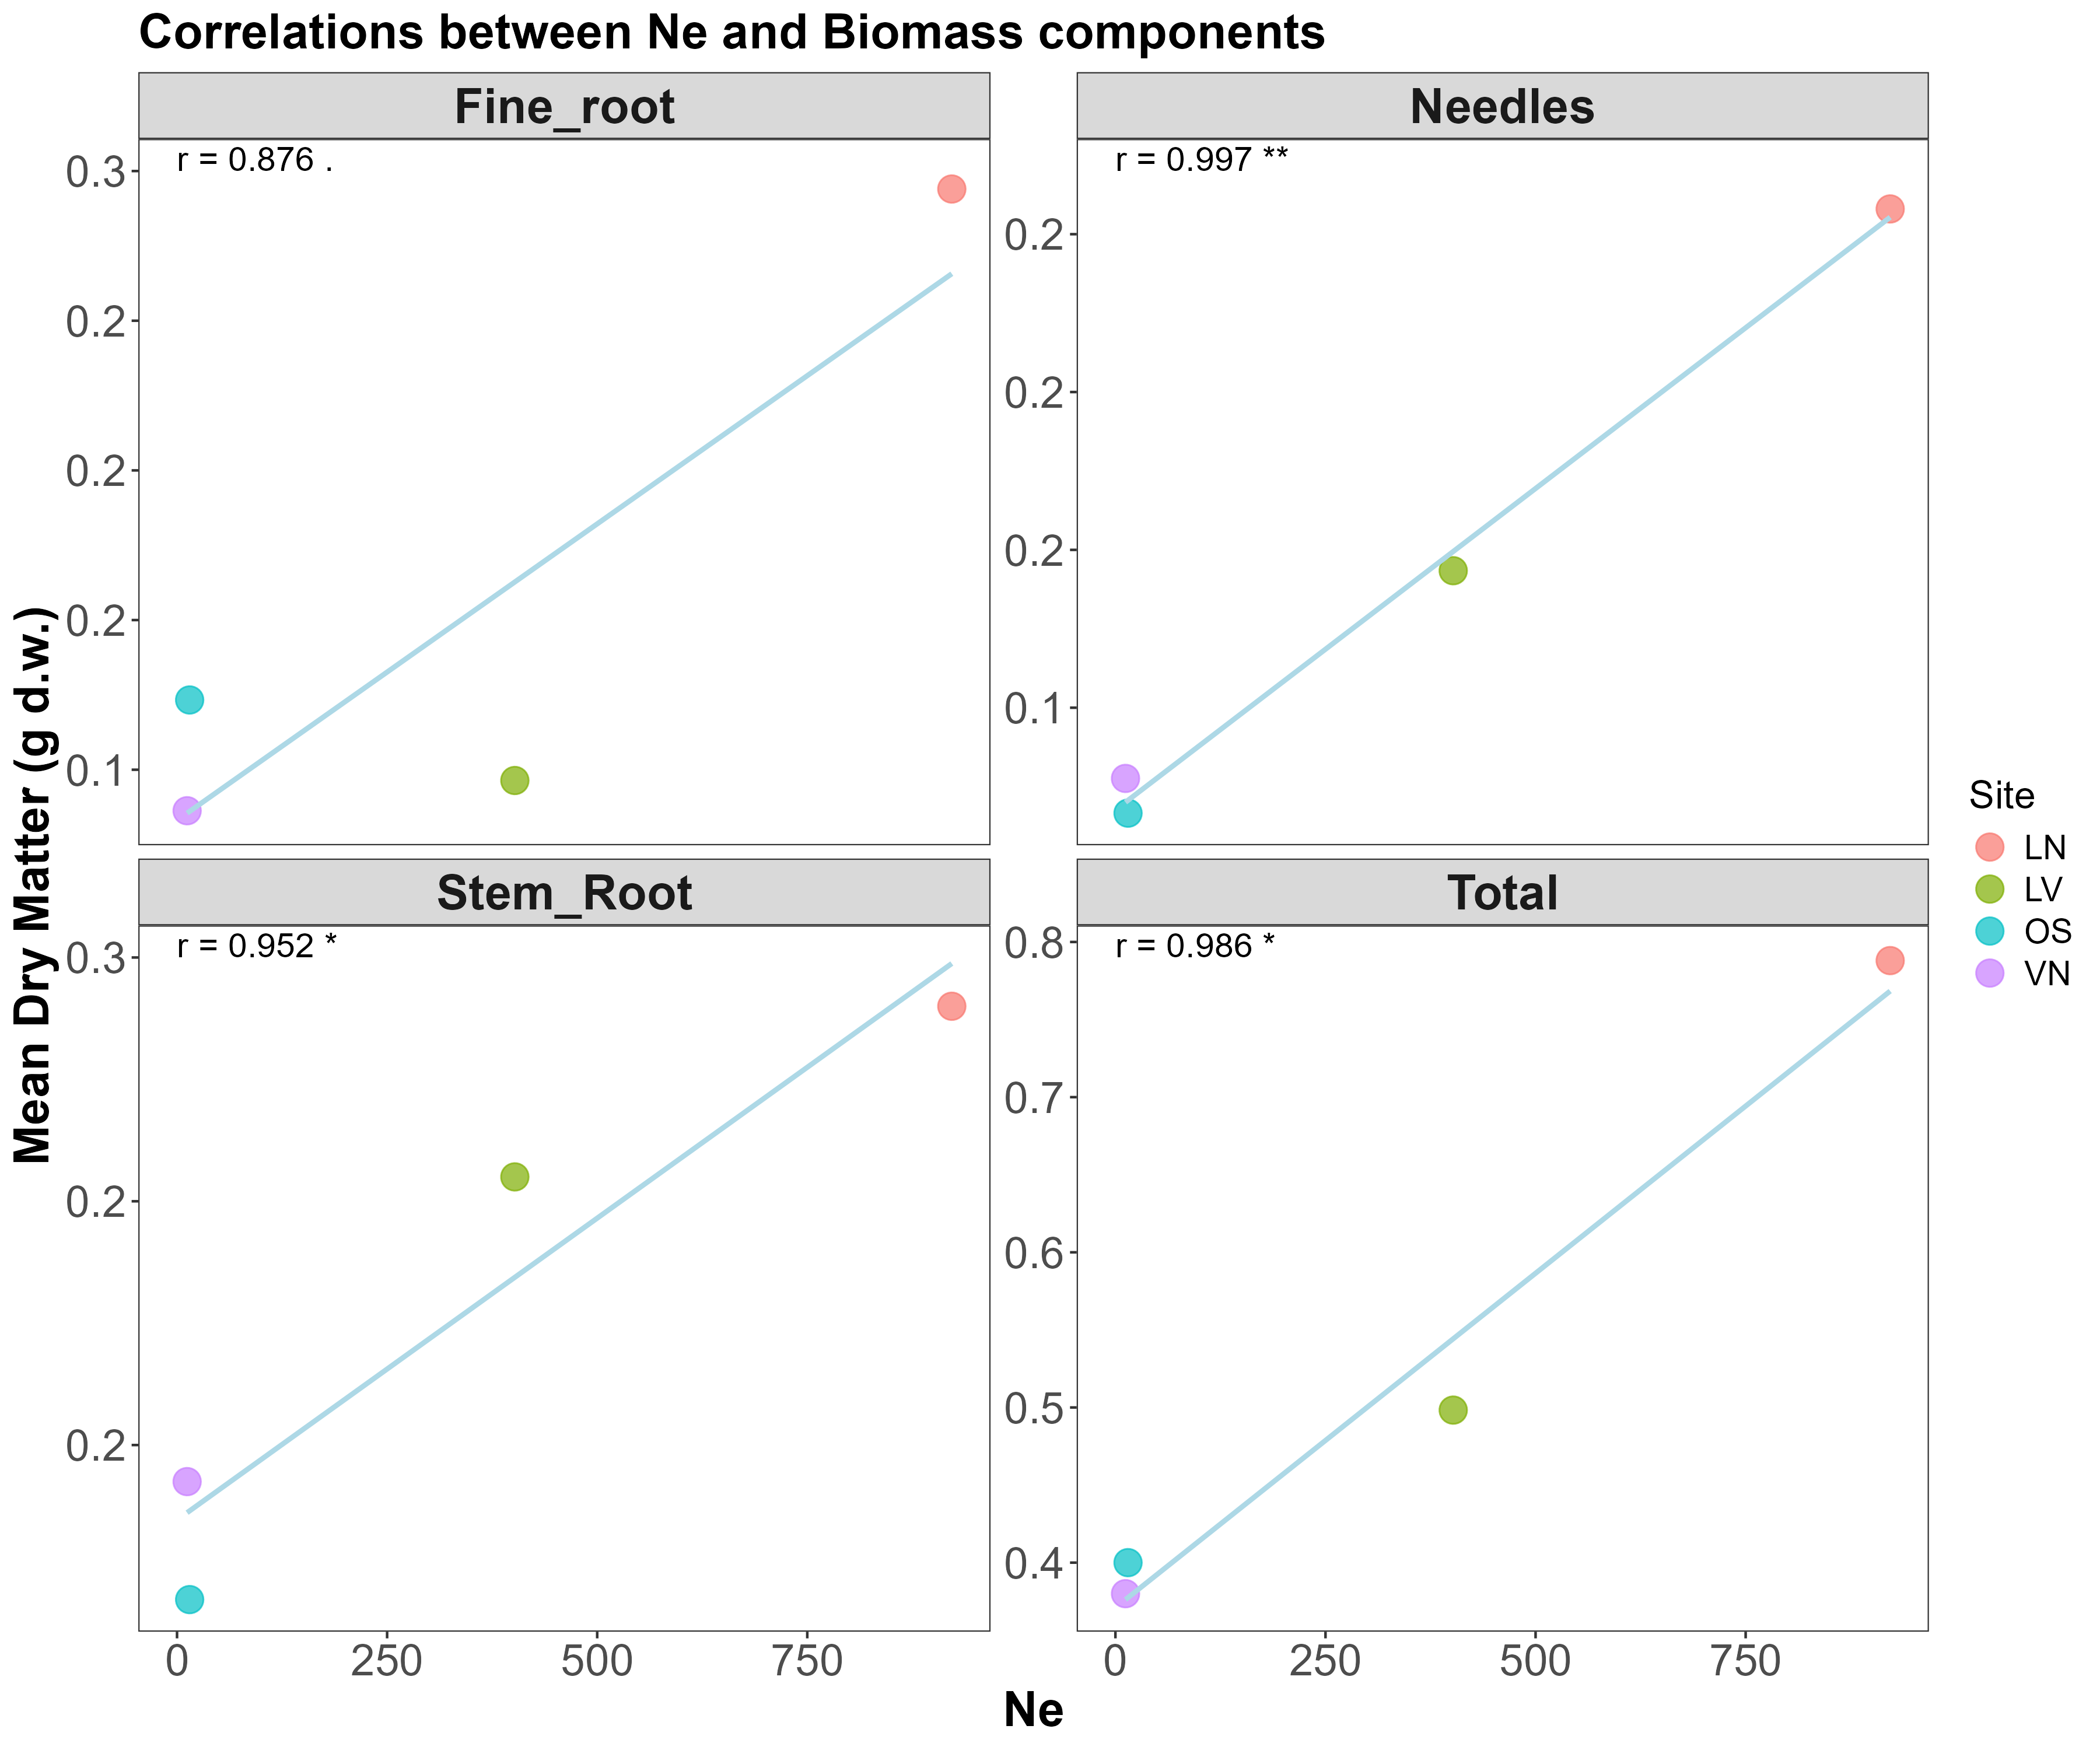 Correlations between Ne and Biomass components
Fine_root
r = 0.876 .
0.3
0.2
0.2
0.2
0.1
Needles
r = 0.997 **
0.2
0.2
0.2
0.1
Mean Dry Matter (g d.w.)
Stem_Root
r = 0.952 *
0.3
0.2
0.2
0
250
500
750
Total
r = 0.986 *
0.8
0.7
0.6
0.5
0.4
0
250
500
750
Ne
Site
LN
LV
OS
VN